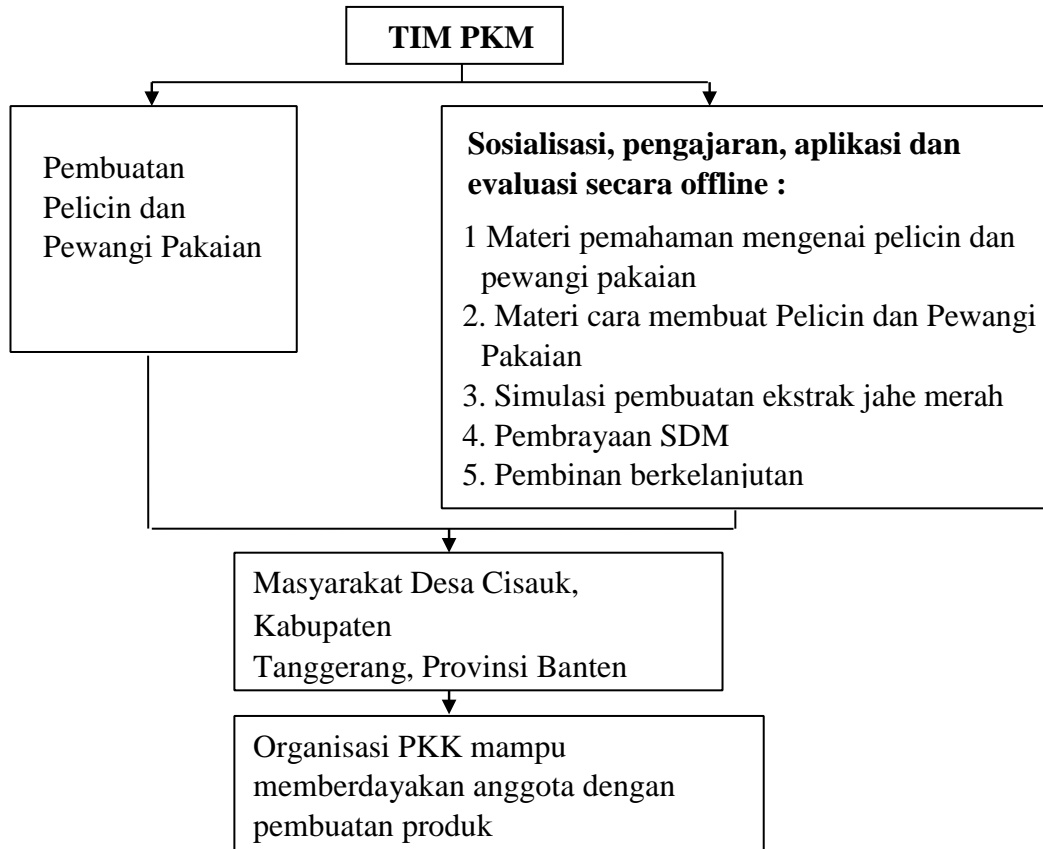 TIM PKM
Pembuatan
Pelicin dan
Pewangi Pakaian
Sosialisasi, pengajaran, aplikasi dan
evaluasi secara offline :
1 Materi pemahaman mengenai pelicin dan
pewangi pakaian
2. Materi cara membuat Pelicin dan Pewangi
Pakaian
3. Simulasi pembuatan ekstrak jahe merah
4. Pembrayaan SDM
5. Pembinan berkelanjutan
Masyarakat Desa Cisauk,
Kabupaten
Tanggerang, Provinsi Banten
Organisasi PKK mampu
memberdayakan anggota dengan
pembuatan produk